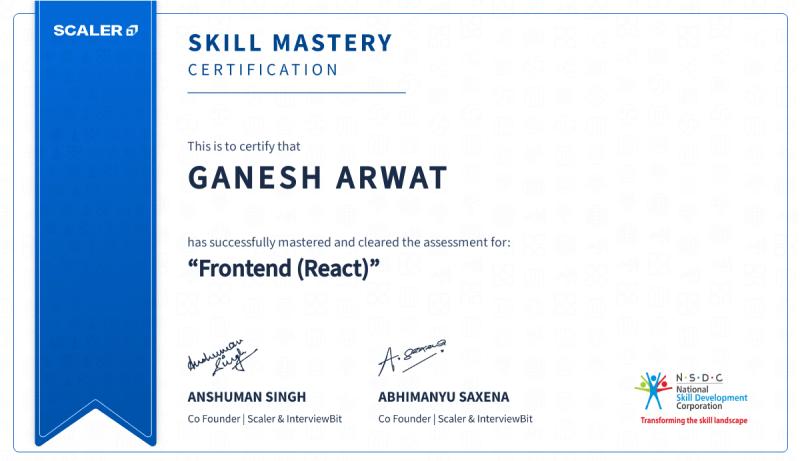 SCALER
SKILL MASTERY
CERTIFICATION
This is to certify that
GANESH ARWAT
has successfully mastered and cleared the assessment for:
“Frontend (React)”
Anshuman
Singh
A. Saxena
ANSHUMAN SINGH
Co Founder | Scaler & InterviewBit
ABHIMANYU SAXENA
Co Founder | Scaler & InterviewBit
N·S·D·C
National
Skill Development
Corporation
Transforming the skill landscape